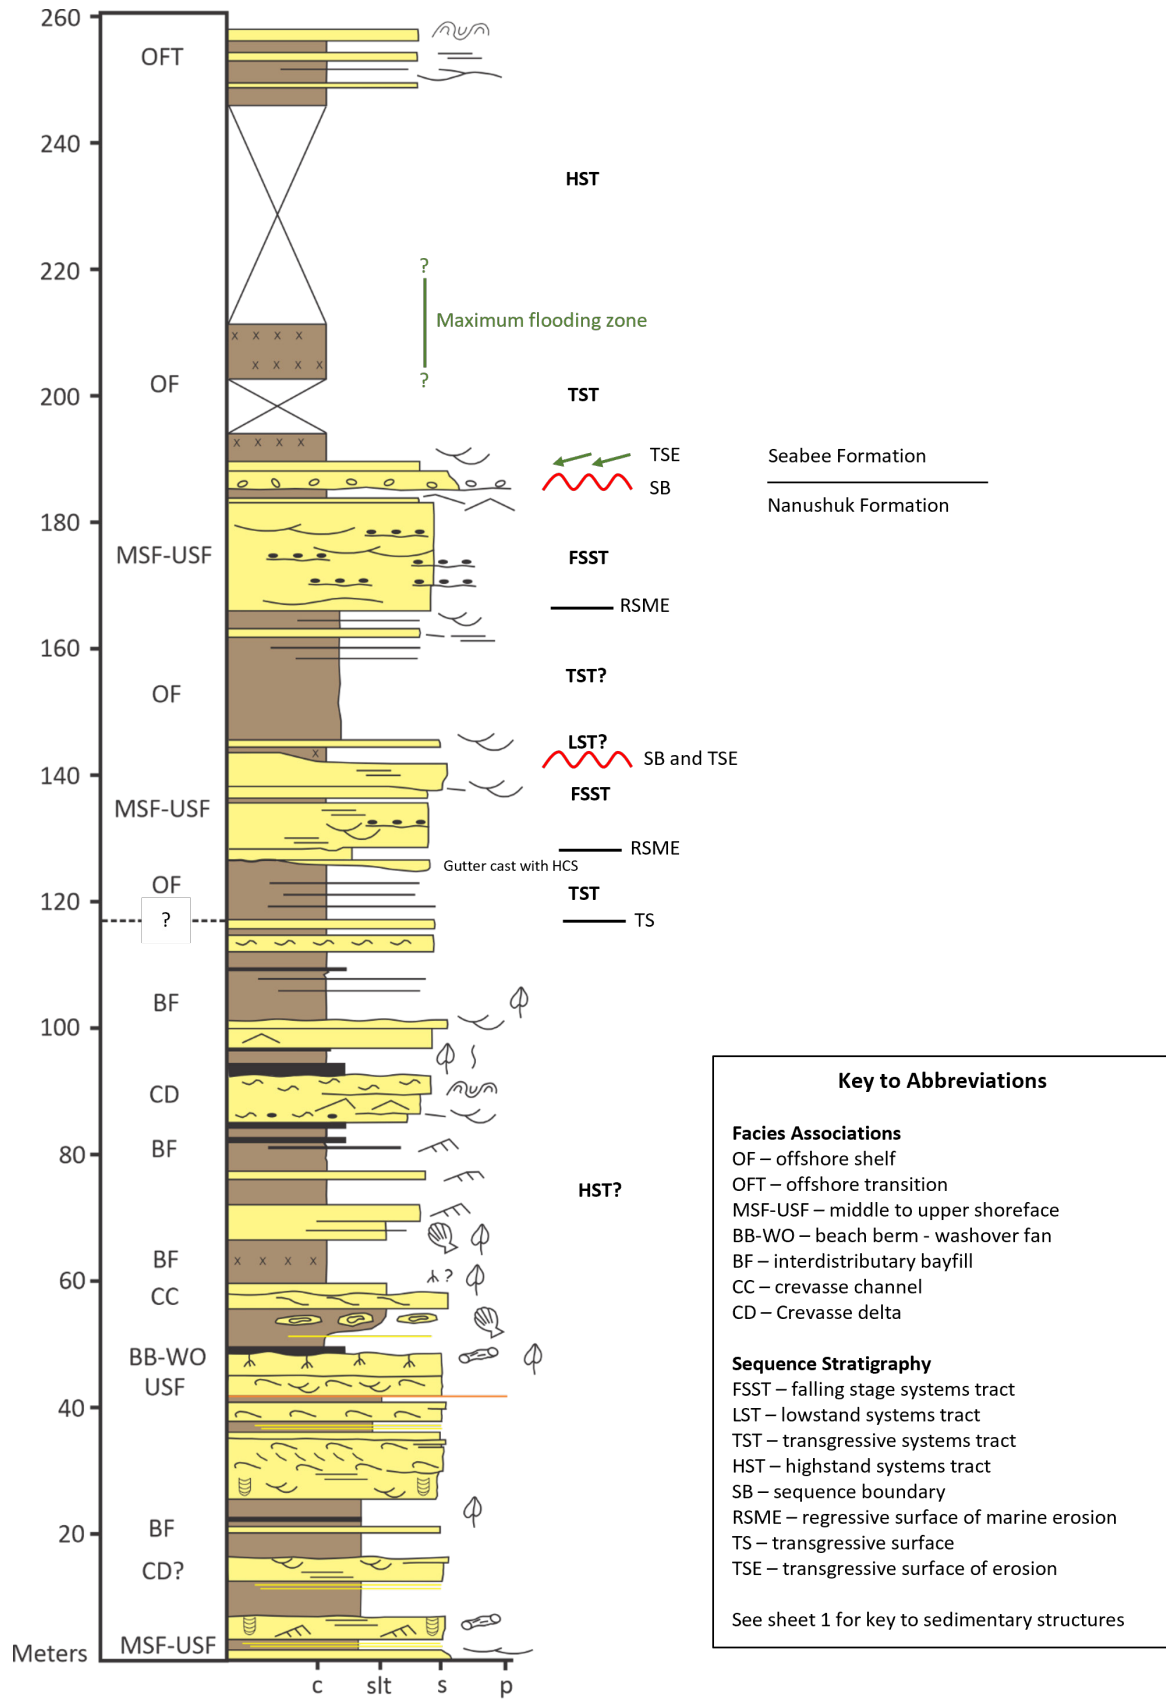 260
OFT
240
HST
220
?
Maximum flooding zone
?
OF
200
TST
TSE
Seabee Formation
SB
Nanushuk Formation
180
MSF-USF
FSST
RSME
160
TST?
OF
LST?
SB and TSE
140
FSST
MSF-USF
RSME
Gutter cast with HCS
OF
TST
120
?
TS
BF
100
CD
BF
80
HST?
BF
?
60
CC
BB-WO
USF
40
BF
20
CD?
MSF-USF
Meters
c slt s p
Key to Abbreviations
Facies Associations
OF – offshore shelf
OFT – offshore transition
MSF-USF – middle to upper shoreface
BB-WO – beach berm - washover fan
BF – interdistributary bayfill
CC – crevasse channel
CD – Crevasse delta
Sequence Stratigraphy
FSST – falling stage systems tract
LST – lowstand systems tract
TST – transgressive systems tract
HST – highstand systems tract
SB – sequence boundary
RSME – regressive surface of marine erosion
TS – transgressive surface
TSE – transgressive surface of erosion
See sheet 1 for key to sedimentary structures